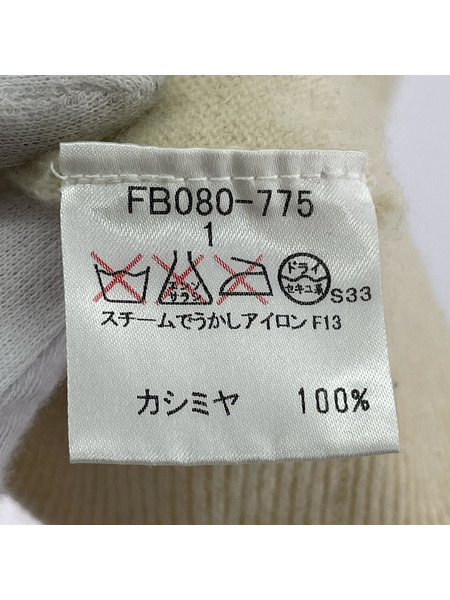 FB080-775
1
エンソ サラシ
ドライ セキユ系
S33
スチームでうかしアイロン F13
カシミヤ 100%